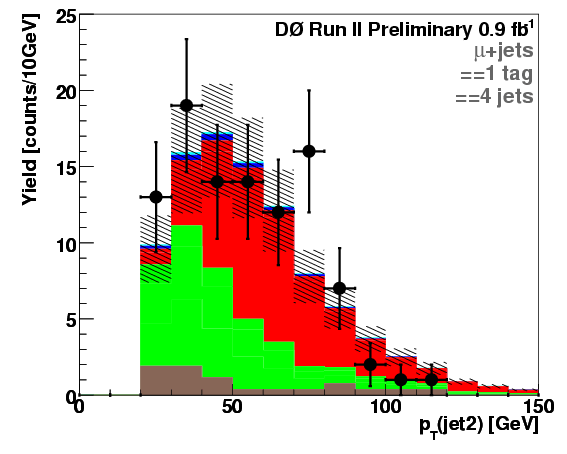 25
20
15
10
5
0
Yield [counts/10GeV]
DØ Run II Preliminary 0.9 fb⁻¹
μ+jets
==1 tag
==4 jets
0 50 100 150
p_T(jet2) [GeV]